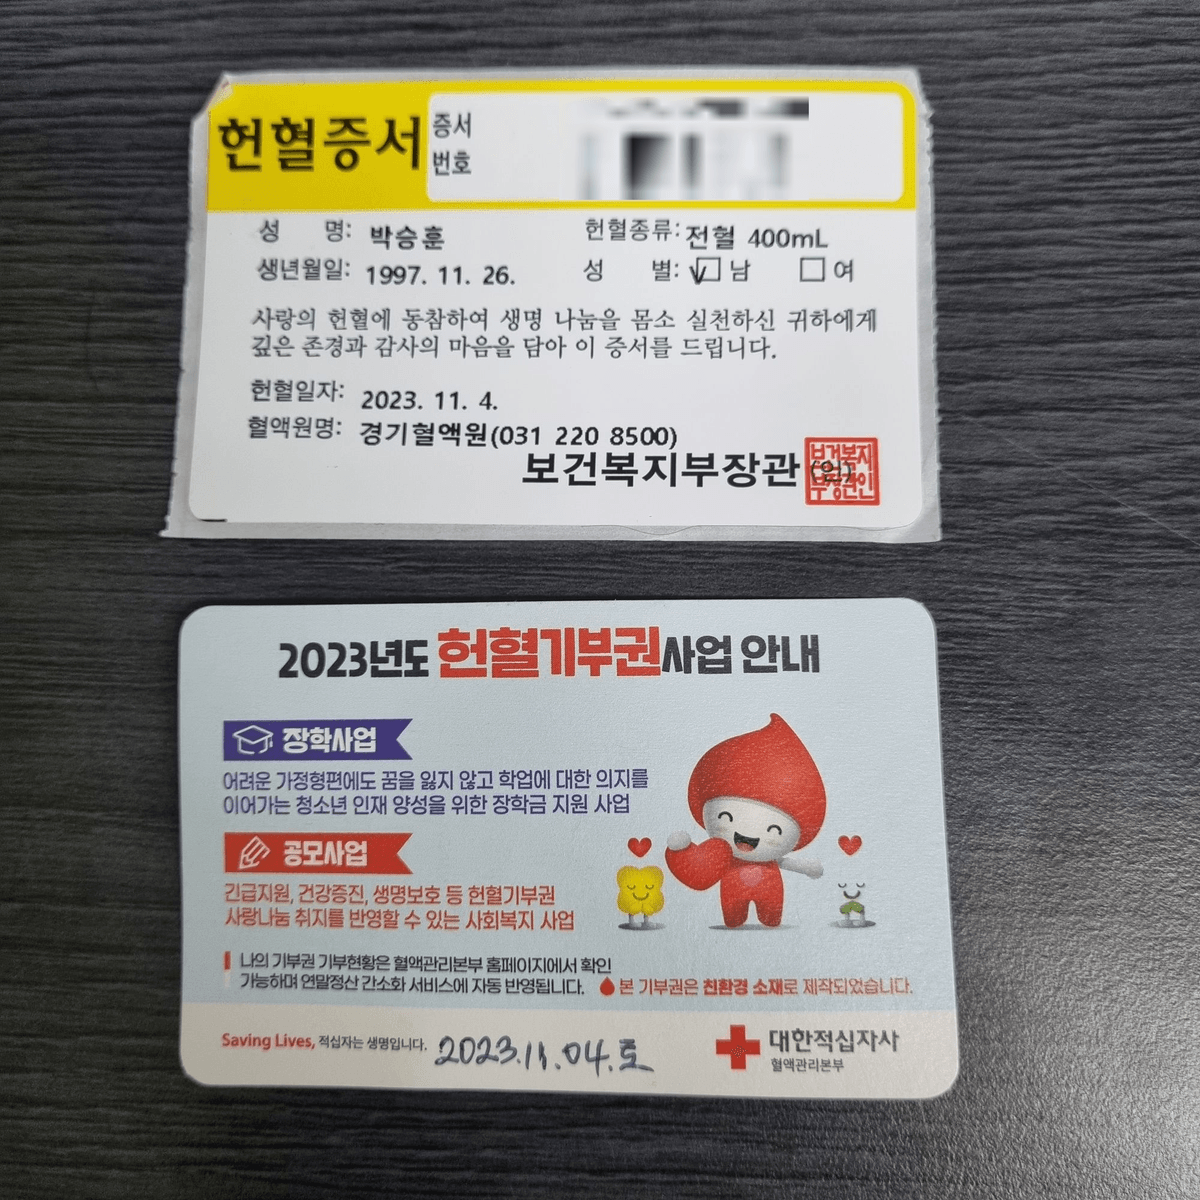 헌혈증서
증서
번호
성 명: 박승훈 헌혈종류: 전혈 400mL
생년월일: 1997. 11. 26. 성 별: V☐ 남 ☐ 여
사랑의 헌혈에 동참하여 생명 나눔을 몸소 실천하신 귀하에게
깊은 존경과 감사의 마음을 담아 이 증서를 드립니다.
헌혈일자: 2023. 11. 4.
혈액원명: 경기혈액원(031 220 8500)
보건복지부장관 (인)
보건복지
부장관인
2023년도 헌혈기부권사업 안내
장학사업
어려운 가정형편에도 꿈을 잃지 않고 학업에 대한 의지를
이어가는 청소년 인재 양성을 위한 장학금 지원 사업
공모사업
긴급지원, 건강증진, 생명보호 등 헌혈기부권
사랑나눔 취지를 반영할 수 있는 사회복지 사업
나의 기부권 기부현황은 혈액관리본부 홈페이지에서 확인
가능하며 연말정산 간소화 서비스에 자동 반영됩니다.
본 기부권은 친환경 소재로 제작되었습니다.
Saving Lives, 적십자는 생명입니다.
2023.11.04.토
대한적십자사
혈액관리본부